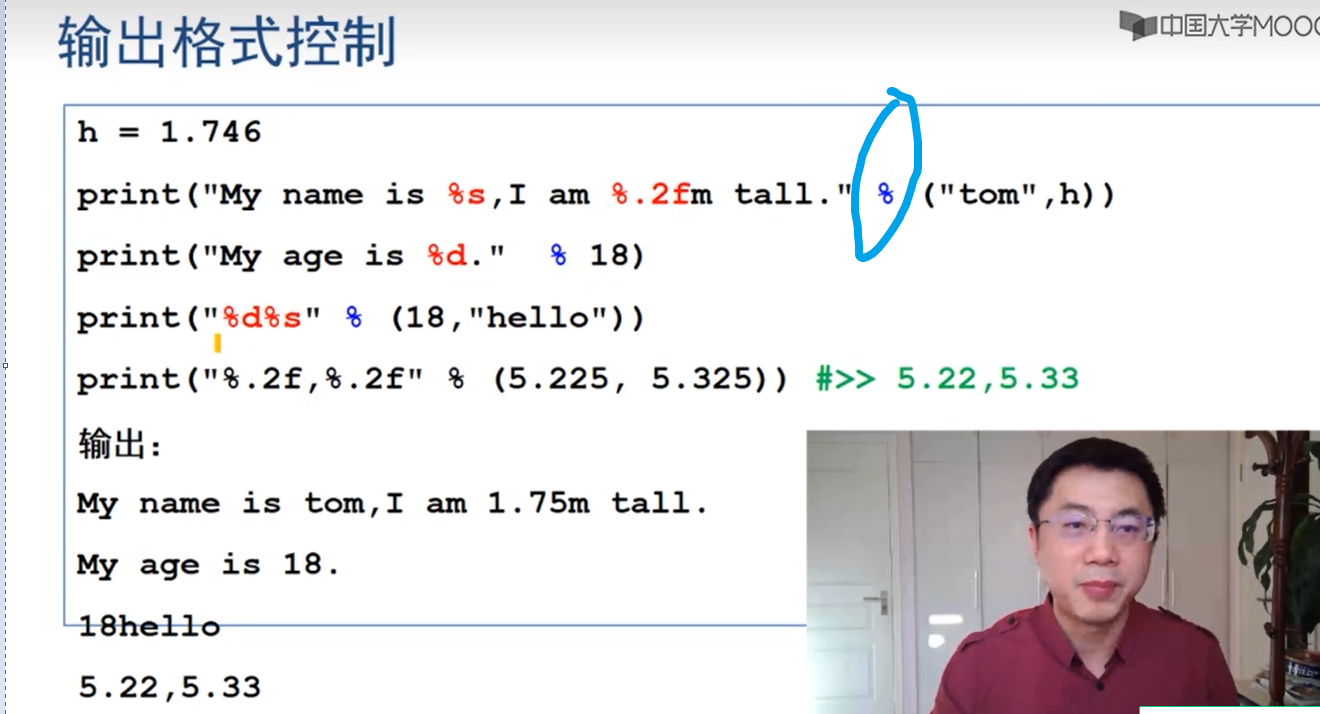 输出格式控制
中国大学MOOC
h = 1.746
print("My name is %s,I am %.2fm tall." % ("tom",h))
print("My age is %d."  % 18)
print("%d%s" % (18,"hello"))
print("%.2f,%.2f" % (5.225, 5.325)) #>> 5.22,5.33
输出:
My name is tom,I am 1.75m tall.
My age is 18.
18hello
5.22,5.33